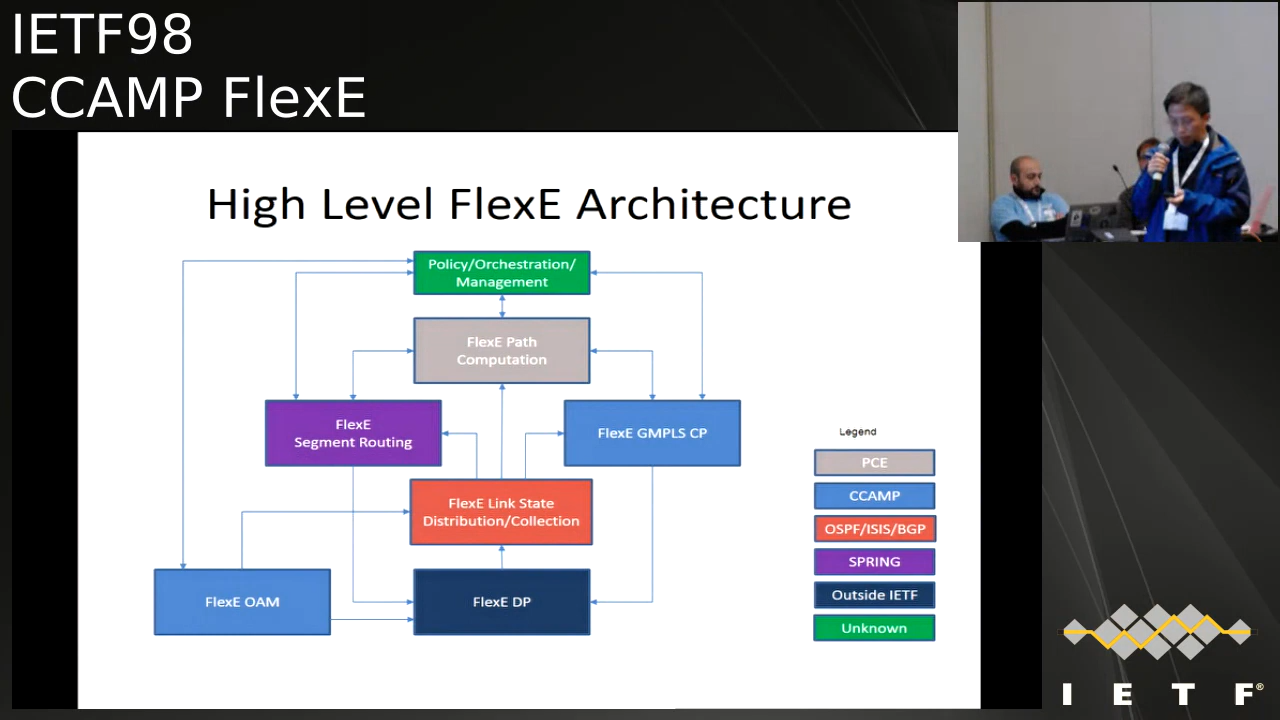 IETF98
CCAMP FlexE
High Level FlexE Architecture
Policy/Orchestration/
Management
FlexE Path
Computation
FlexE
Segment Routing
FlexE GMPLS CP
FlexE Link State
Distribution/Collection
FlexE OAM
FlexE DP
Legend
PCE
CCAMP
OSPF/ISIS/BGP
SPRING
Outside IETF
Unknown
I E T F®